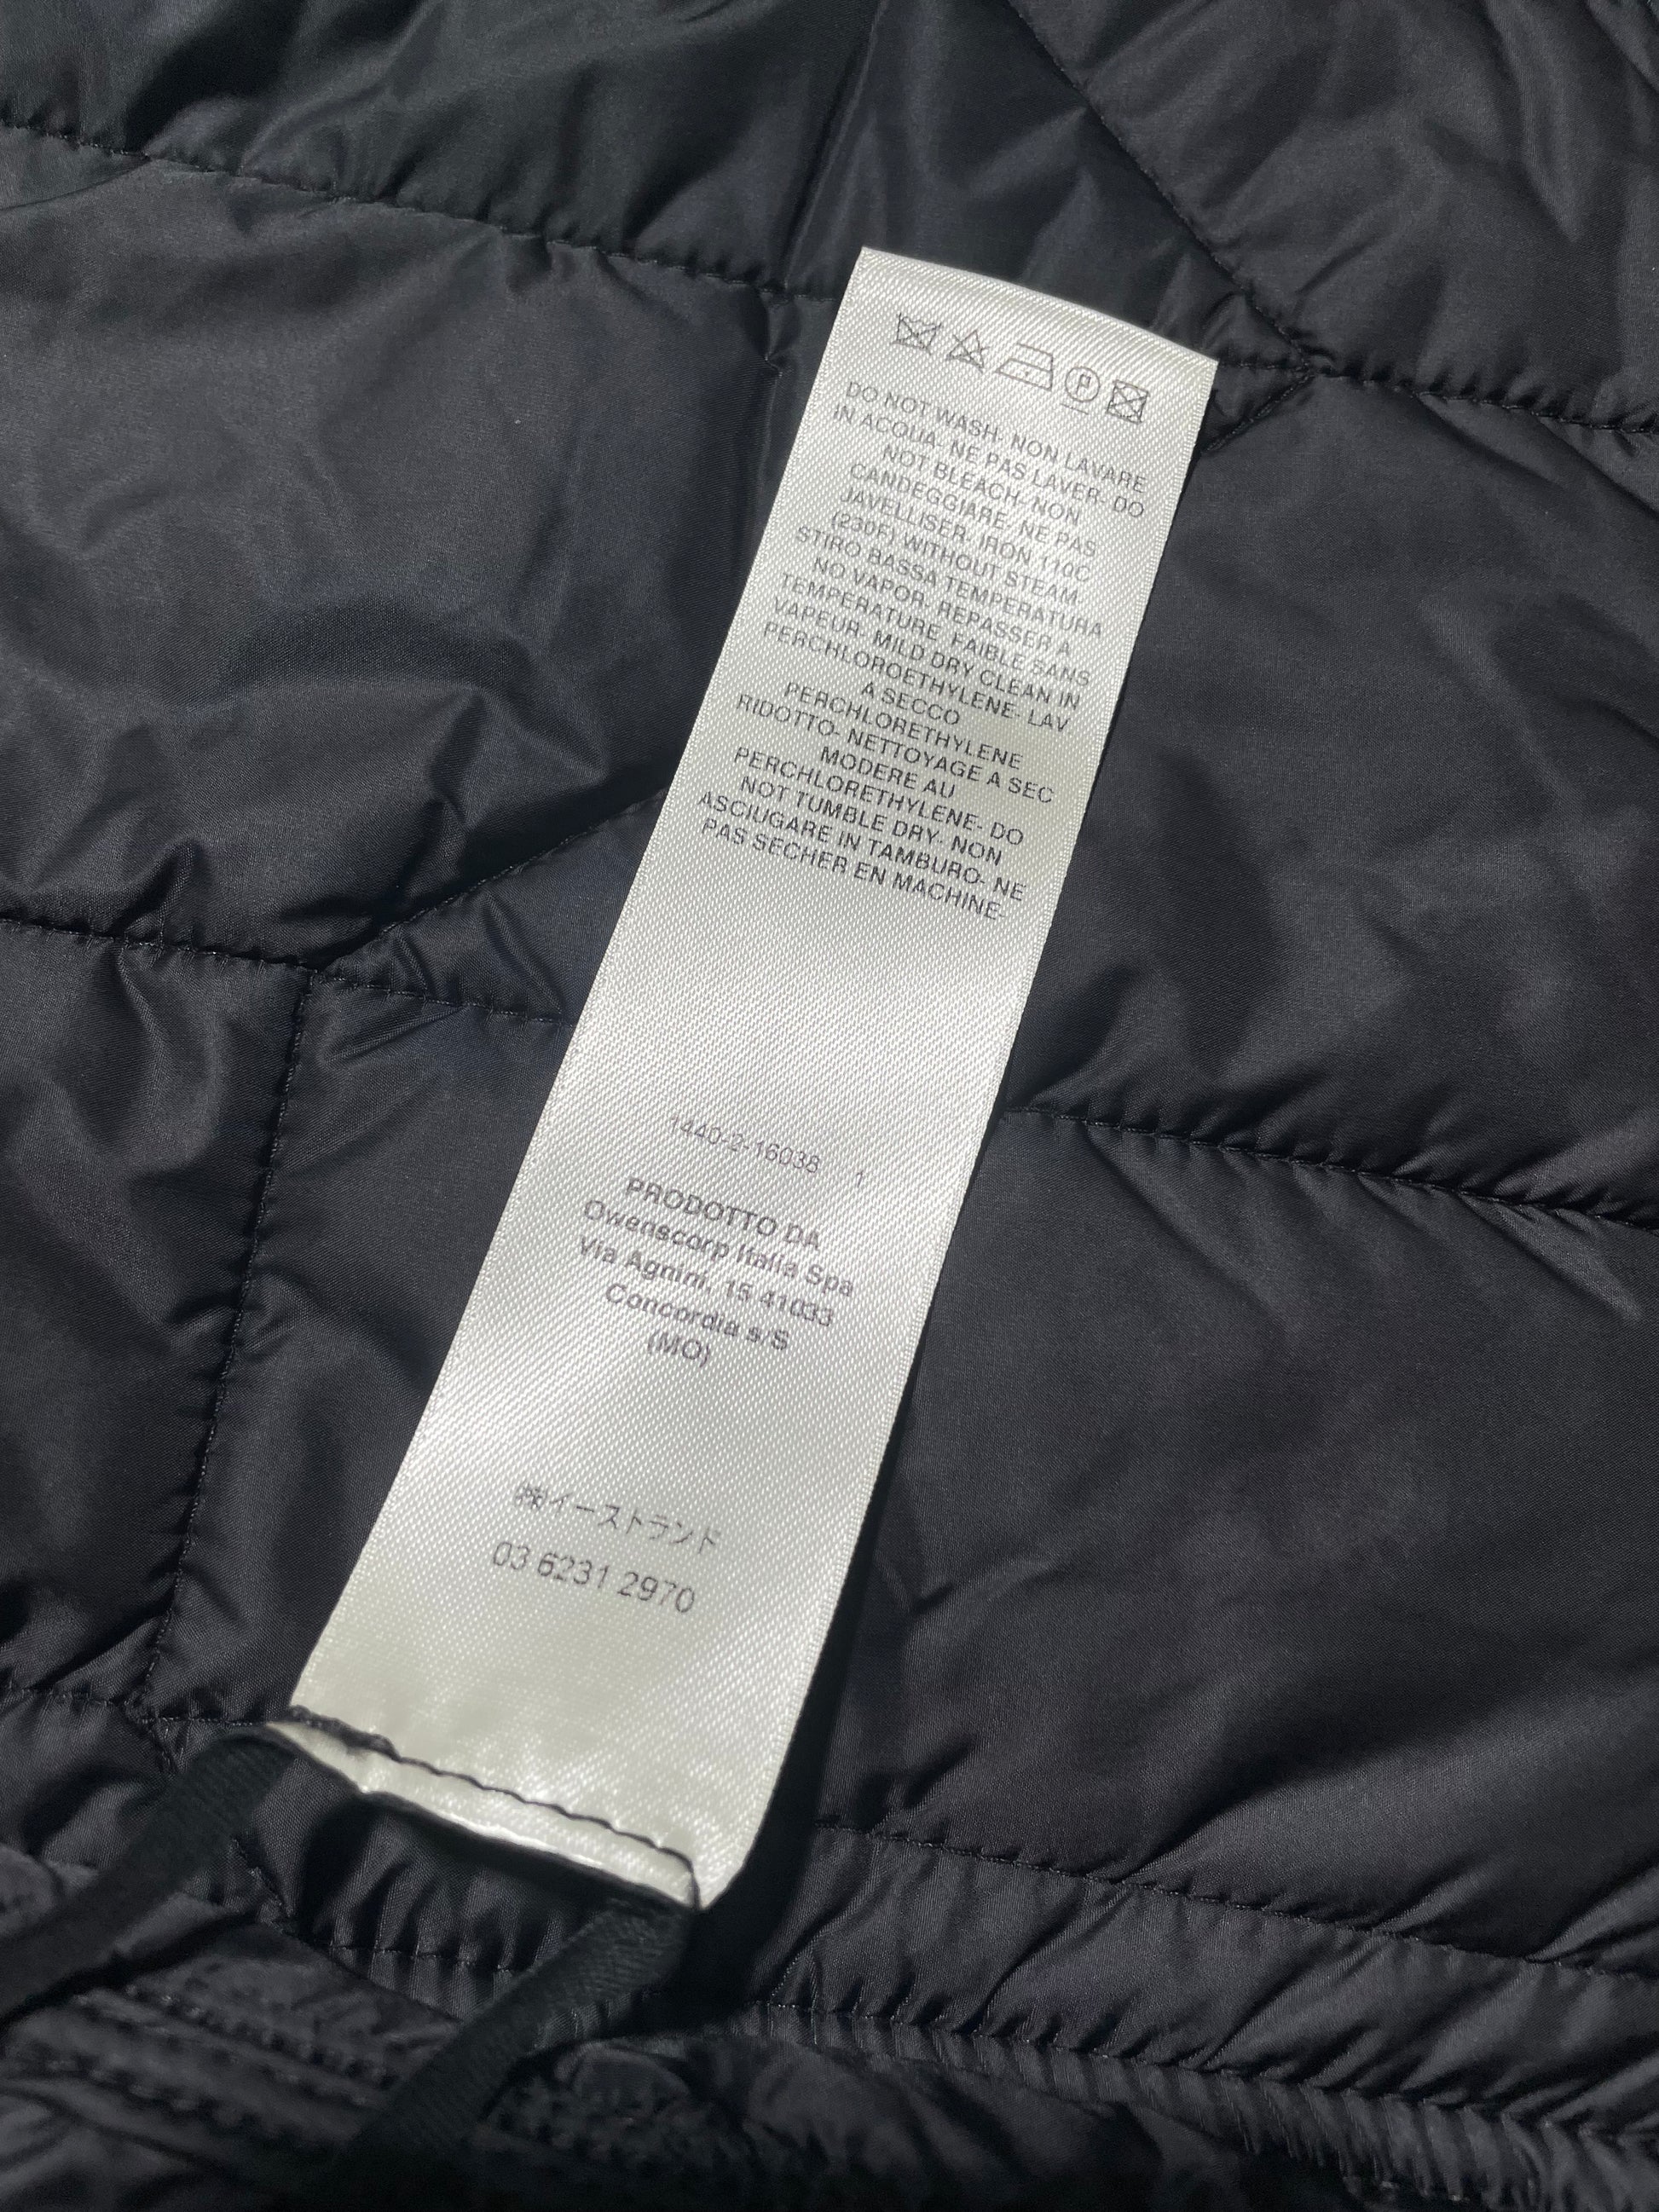 DO NOT WASH- NON LAVARE
IN ACQUA- NE PAS LAVER- DO
NOT BLEACH- NON
CANDEGGIARE- NE PAS
JAVELLISER, IRON 110C
(230F) WITHOUT STEAM,
STIRO BASSA TEMPERATURA
NO VAPOR, REPASSER A
TEMPERATURE, FAIBLE SANS
VAPEUR, MILD DRY CLEAN IN
PERCHLOROETHYLENE- LAV
A SECCO
PERCHLORETHYLENE
RIDOTTO- NETTOYAGE A SEC
MODERE AU
PERCHLORETHYLENE- DO
NOT TUMBLE DRY- NON
ASCIUGARE IN TAMBURO- NE
PAS SECHER EN MACHINE-
1440-2-16038 1
PRODOTTO DA
Owenscorp Italia Spa
Via Agnini, 15 41033
Concordia s/S
(MO)
㈱イーストランド
03 6231 2970